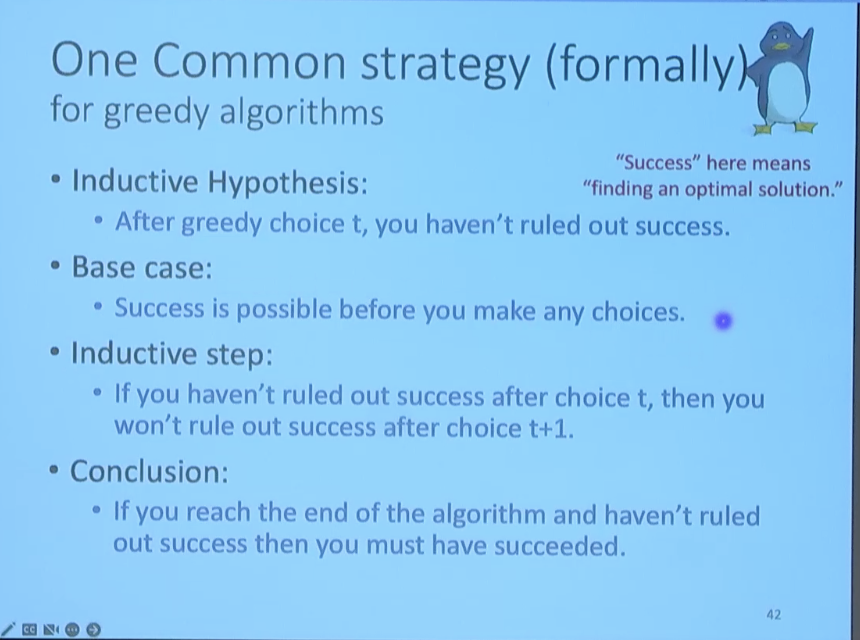 One Common strategy (formally)
for greedy algorithms
"Success" here means
"finding an optimal solution."
• Inductive Hypothesis:
• After greedy choice t, you haven't ruled out success.
• Base case:
• Success is possible before you make any choices.
• Inductive step:
• If you haven't ruled out success after choice t, then you
won't rule out success after choice t+1.
• Conclusion:
• If you reach the end of the algorithm and haven't ruled
out success then you must have succeeded.
42
CC